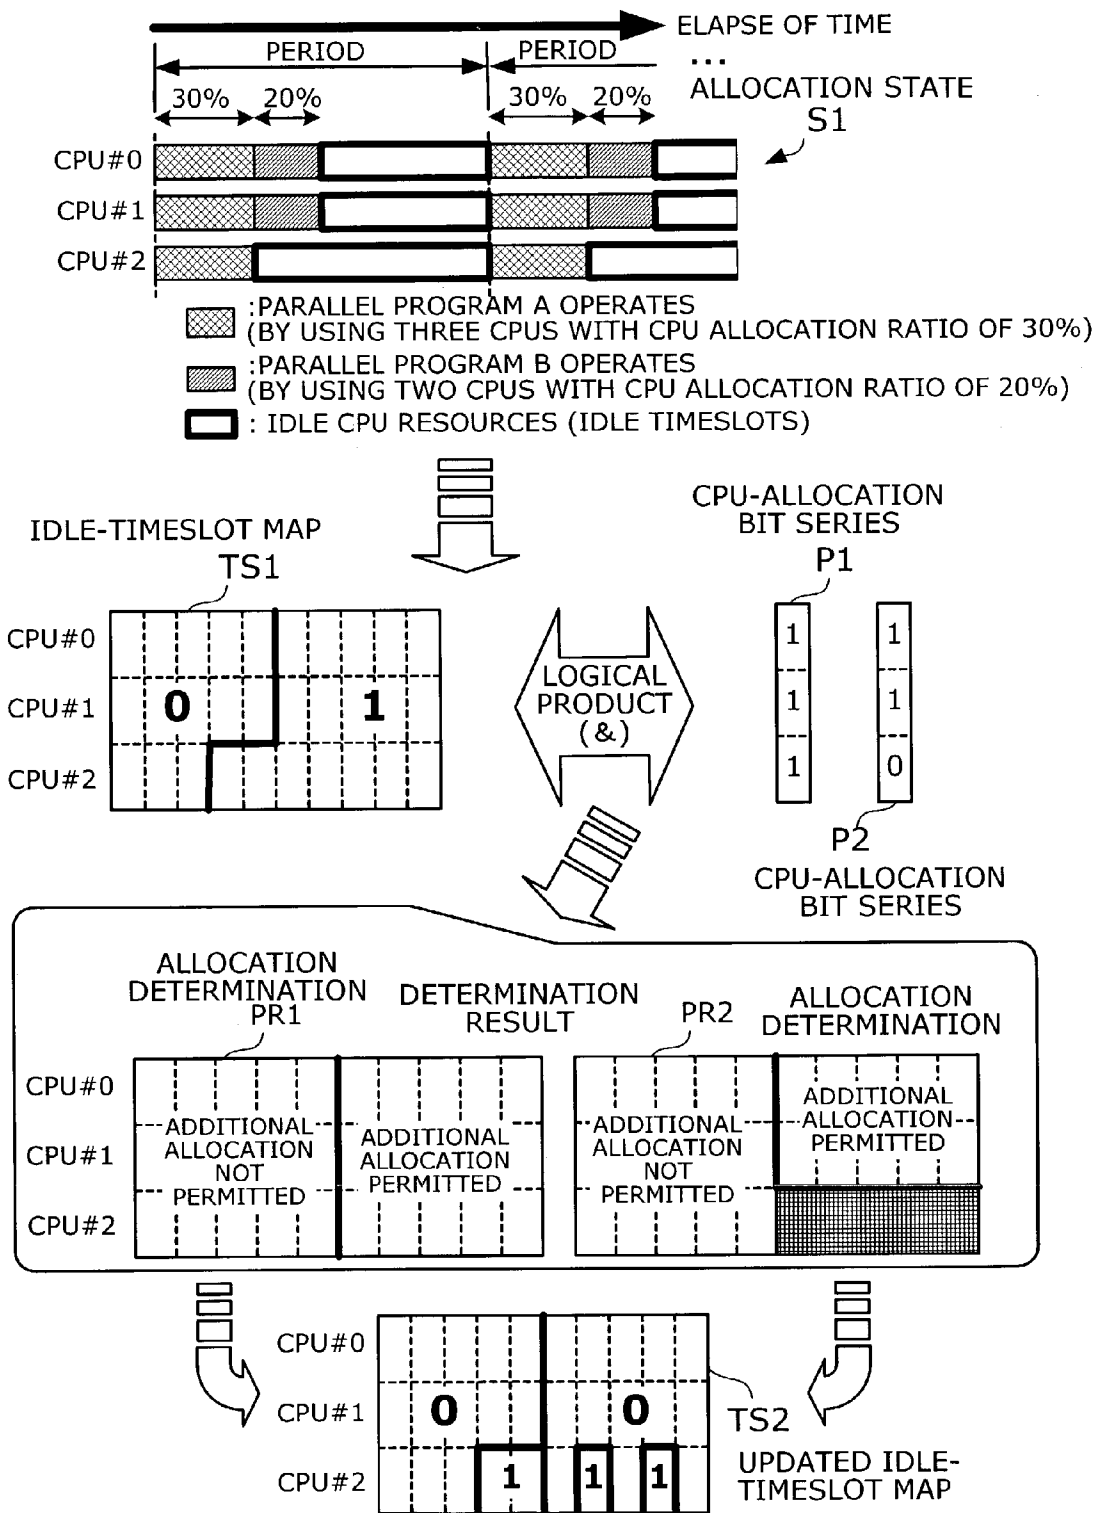 ELAPSE OF TIME
PERIOD
PERIOD
...
30%
20%
30%
20%
ALLOCATION STATE
S1
CPU#0
CPU#1
CPU#2
:PARALLEL PROGRAM A OPERATES
(BY USING THREE CPUS WITH CPU ALLOCATION RATIO OF 30%)
:PARALLEL PROGRAM B OPERATES
(BY USING TWO CPUS WITH CPU ALLOCATION RATIO OF 20%)
: IDLE CPU RESOURCES (IDLE TIMESLOTS)
IDLE-TIMESLOT MAP
TS1
CPU#0
CPU#1
CPU#2
0
1
LOGICAL
PRODUCT
(&)
CPU-ALLOCATION
BIT SERIES
P1
1
1
1
1
1
0
P2
CPU-ALLOCATION
BIT SERIES
ALLOCATION
DETERMINATION
PR1
DETERMINATION
RESULT
PR2
ALLOCATION
DETERMINATION
CPU#0
CPU#1
CPU#2
ADDITIONAL
ALLOCATION
NOT
PERMITTED
ADDITIONAL
ALLOCATION
PERMITTED
ADDITIONAL
ALLOCATION
NOT
PERMITTED
ADDITIONAL
ALLOCATION
PERMITTED
CPU#0
CPU#1
CPU#2
0
0
1
1
1
TS2
UPDATED IDLE-
TIMESLOT MAP